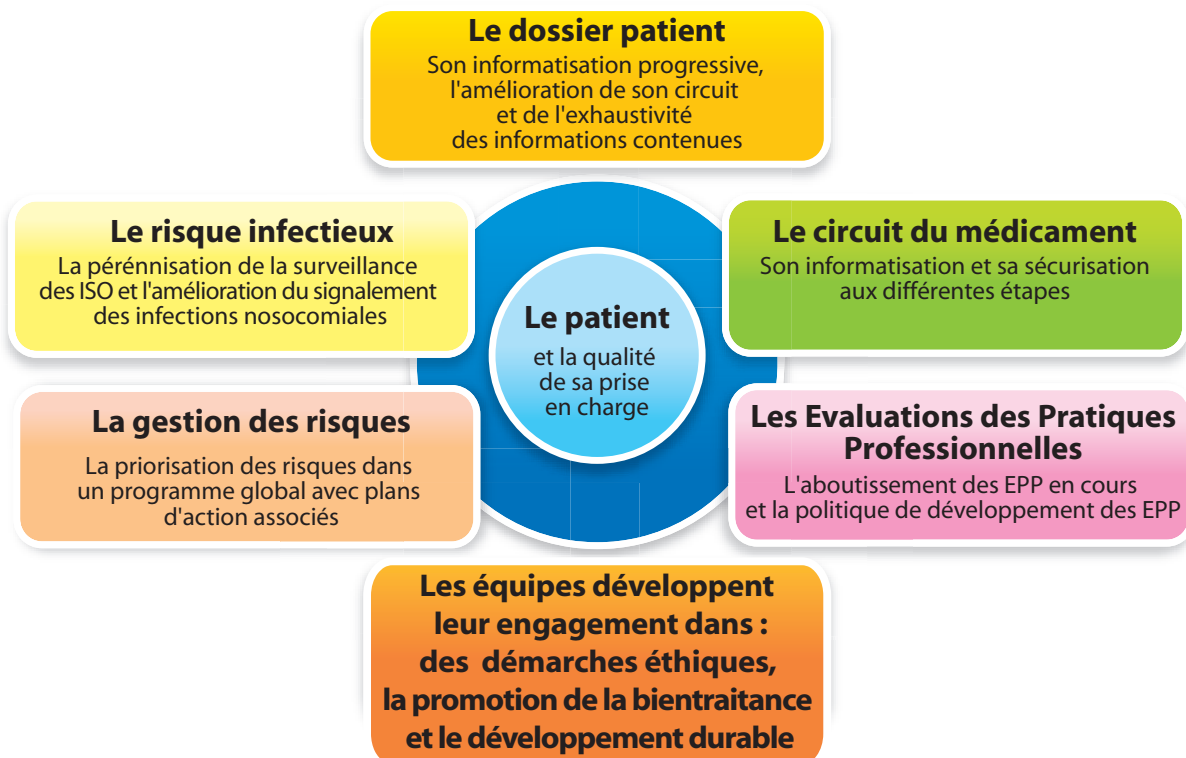 Le dossier patient
Son informatisation progressive,
l'amélioration de son circuit
et de l'exhaustivité
des informations contenues
Le risque infectieux
La pérénnisation de la surveillance
des ISO et l'amélioration du signalement
des infections nosocomiales
Le circuit du médicament
Son informatisation et sa sécurisation
aux différentes étapes
Le patient
et la qualité
de sa prise
en charge
La gestion des risques
La priorisation des risques dans
un programme global avec plans
d'action associés
Les Evaluations des Pratiques
Professionnelles
L'aboutissement des EPP en cours
et la politique de développement des EPP
Les équipes développent
leur engagement dans :
des démarches éthiques,
la promotion de la bientraitance
et le développement durable